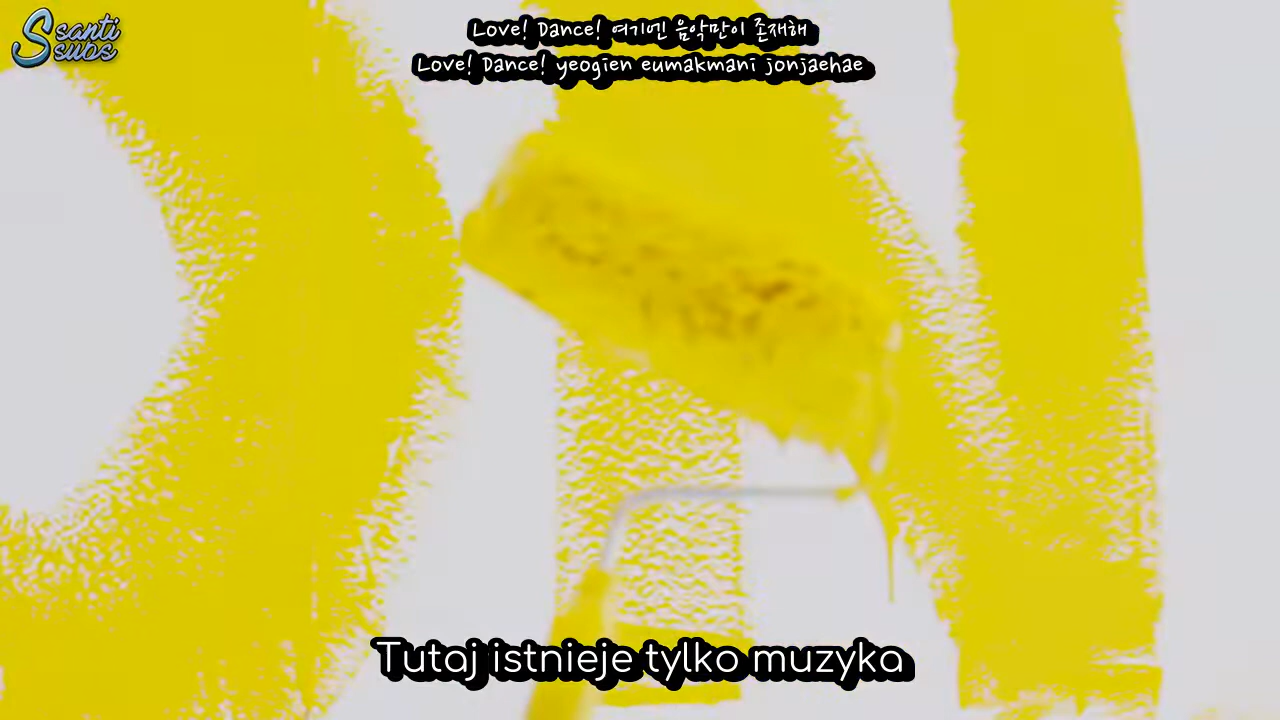 Ssanti
subs
Love! Dance! 여기엔 음악만이 존재해
Love! Dance! yeogien eumakmani jonjaehae
Tutaj istnieje tylko muzyka